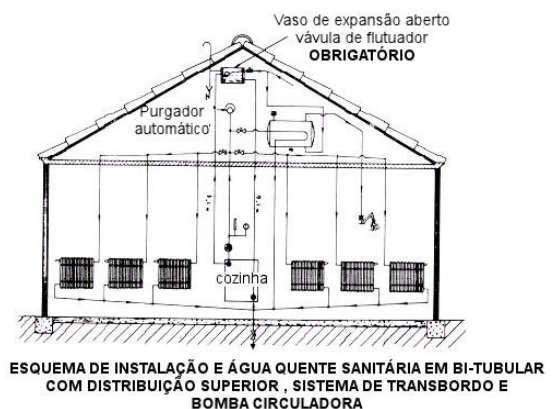 Vaso de expansão aberto
vávula de flutuador
OBRIGATÓRIO
Purgador
automático
cozinha
ESQUEMA DE INSTALAÇÃO E ÁGUA QUENTE SANITÁRIA EM BI-TUBULAR
COM DISTRIBUIÇÃO SUPERIOR , SISTEMA DE TRANSBORDO E
BOMBA CIRCULADORA